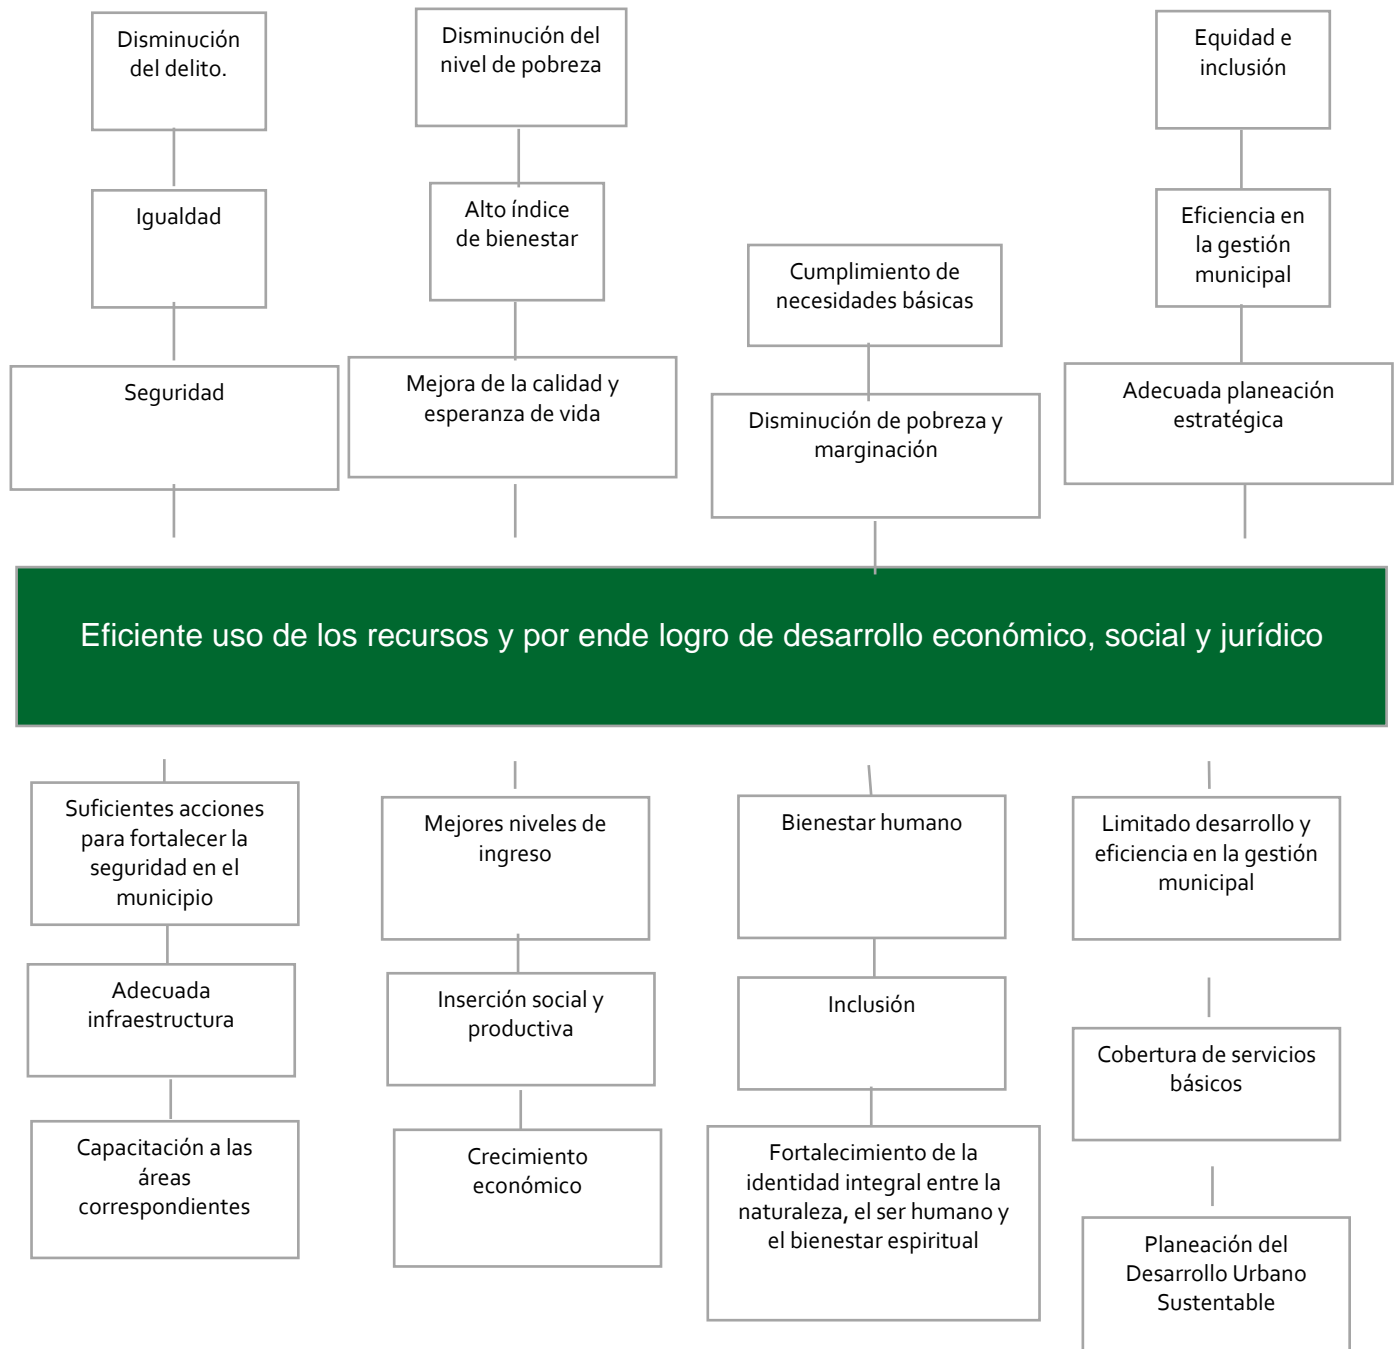 Disminución
del delito.
Disminución del
nivel de pobreza
Equidad e
inclusión
Igualdad
Alto índice
de bienestar
Eficiencia en
la gestión
municipal
Cumplimiento de
necesidades básicas
Seguridad
Mejora de la calidad y
esperanza de vida
Disminución de pobreza y
marginación
Adecuada planeación
estratégica
Eficiente uso de los recursos y por ende logro de desarrollo económico, social y jurídico
Suficientes acciones
para fortalecer la
seguridad en el
municipio
Mejores niveles de
ingreso
Bienestar humano
Limitado desarrollo y
eficiencia en la gestión
municipal
Adecuada
infraestructura
Inserción social y
productiva
Inclusión
Cobertura de servicios
básicos
Capacitación a las
áreas
correspondientes
Crecimiento
económico
Fortalecimiento de la
identidad integral entre la
naturaleza, el ser humano y
el bienestar espiritual
Planeación del
Desarrollo Urbano
Sustentable